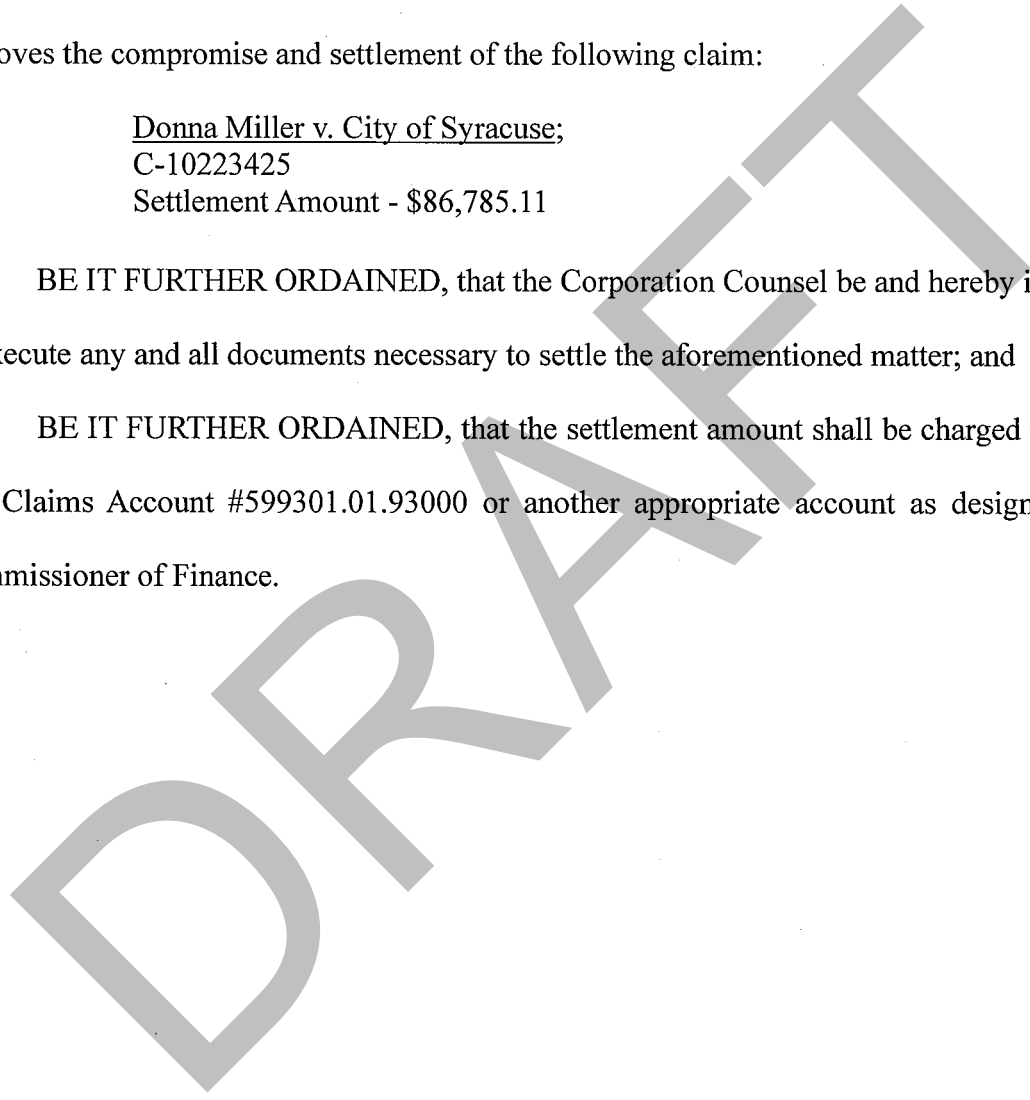 oves the compromise and settlement of the following claim:
Donna Miller v. City of Syracuse;
C-10223425
Settlement Amount - $86,785.11
BE IT FURTHER ORDAINED, that the Corporation Counsel be and hereby i
ecute any and all documents necessary to settle the aforementioned matter; and
BE IT FURTHER ORDAINED, that the settlement amount shall be charged
Claims Account #599301.01.93000 or another appropriate account as design
missioner of Finance.
DRAFT